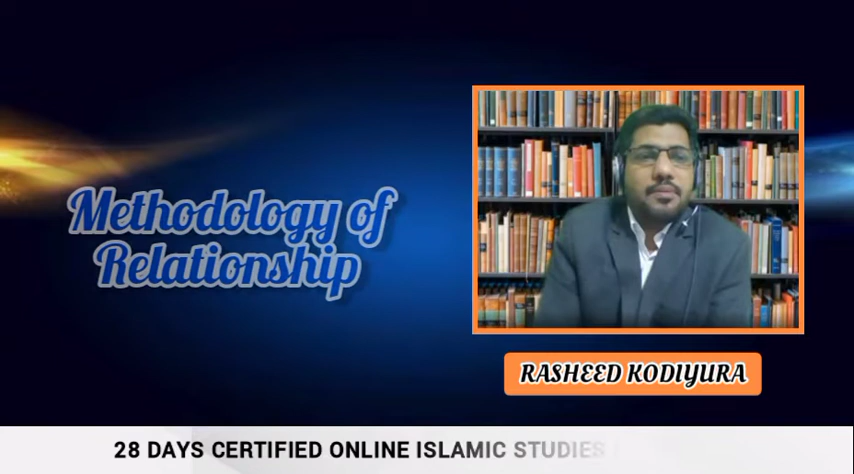 Methodology of
Relationship
RASHEED KODIYURA
28 DAYS CERTIFIED ONLINE ISLAMIC STUDIES